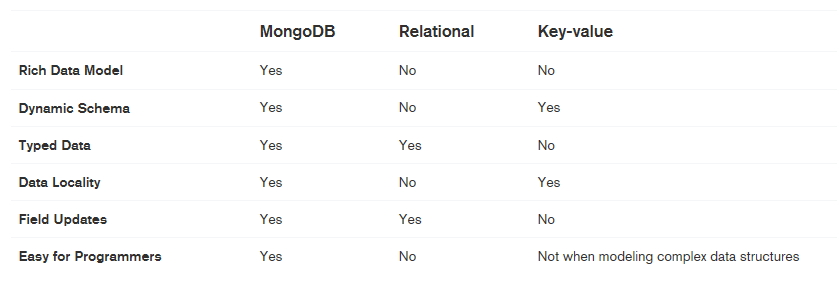 MongoDB Relational Key-value
Rich Data Model Yes No No
Dynamic Schema Yes No Yes
Typed Data Yes Yes No
Data Locality Yes No Yes
Field Updates Yes Yes No
Easy for Programmers Yes No Not when modeling complex data structures